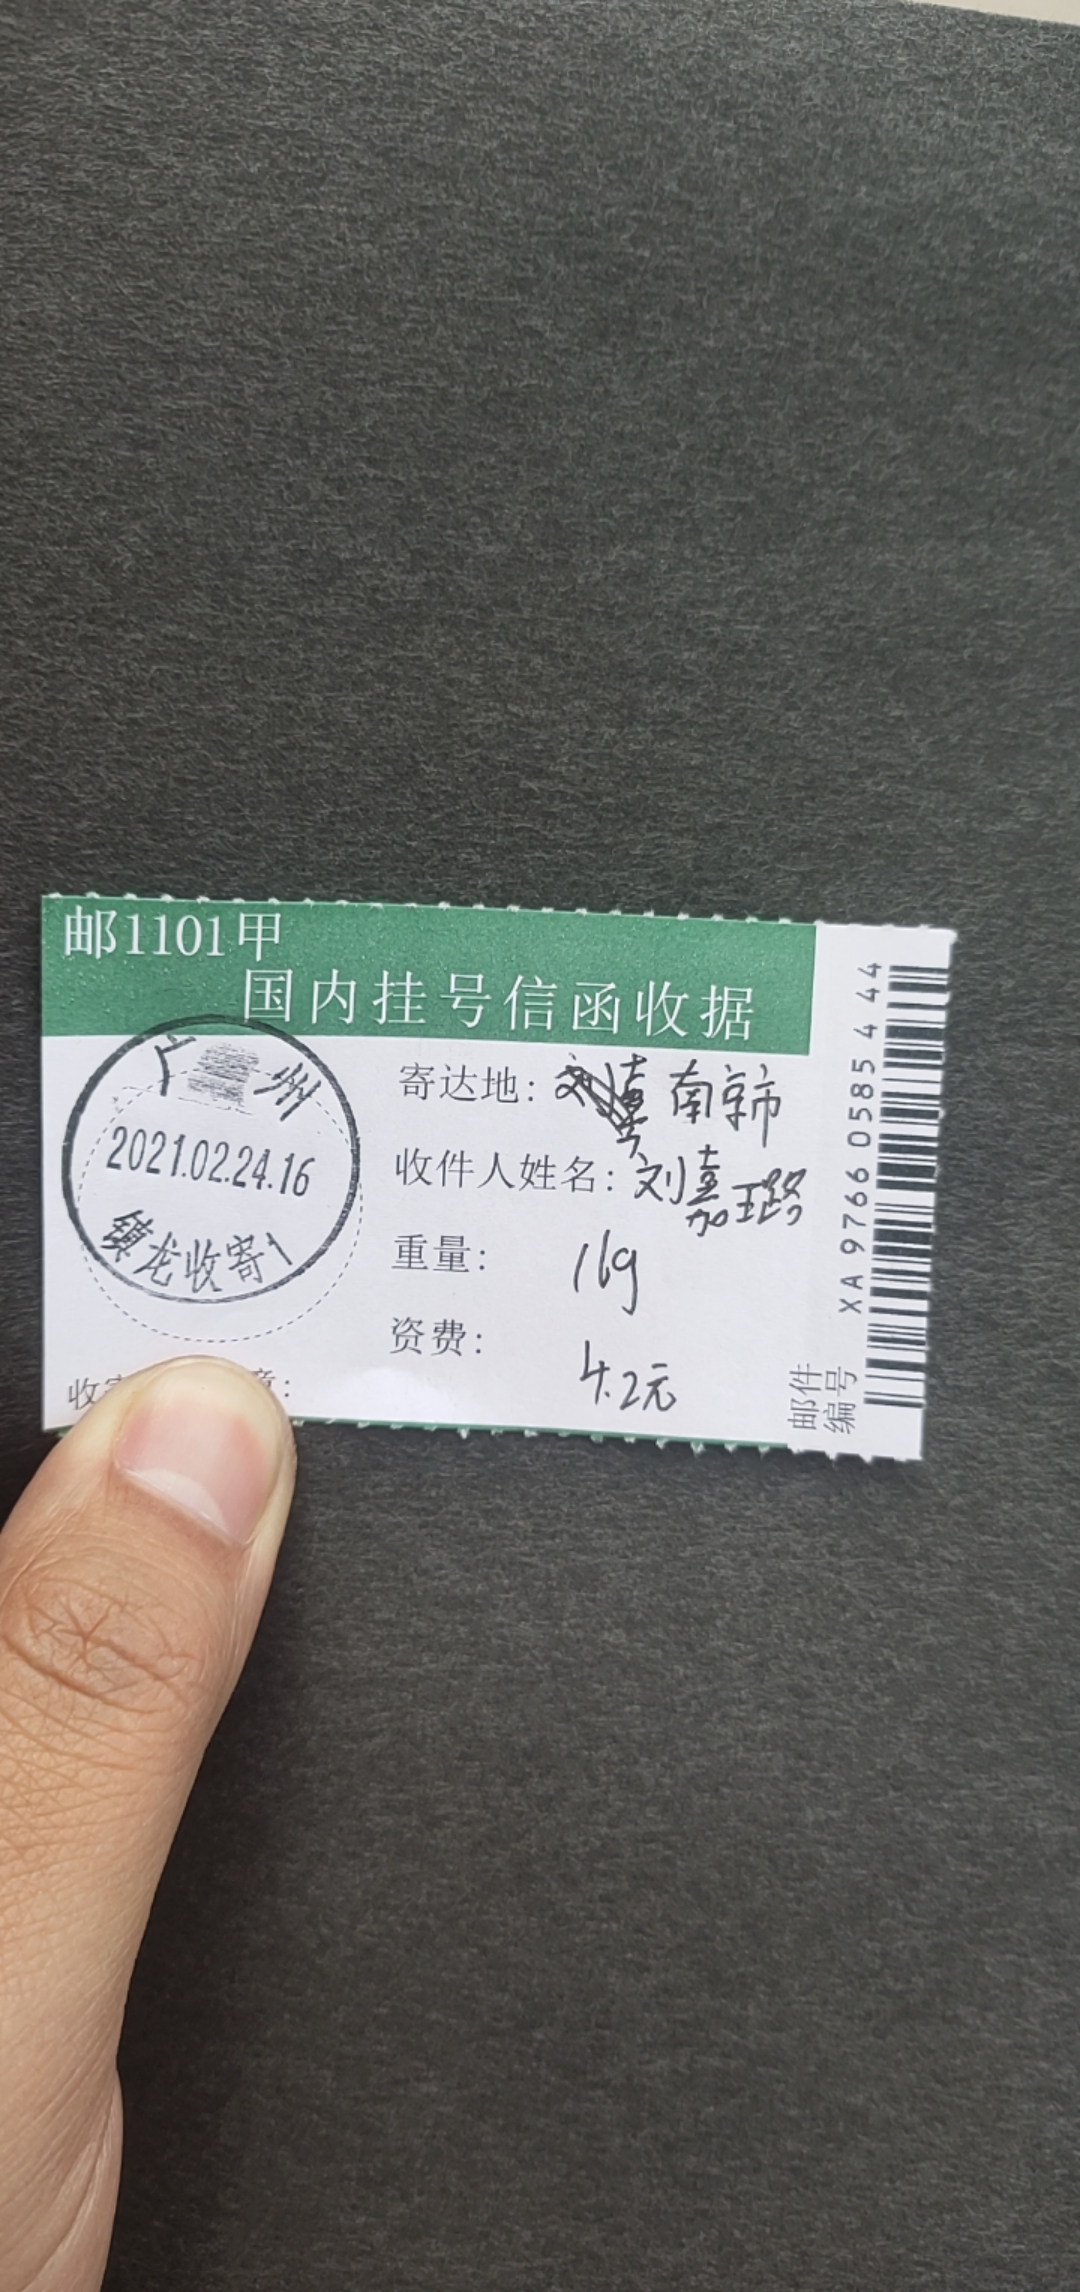 邮1101甲
国内挂号信函收据
广州
2021.02.24.16
镇龙收寄1
寄达地: 南京市
收件人姓名: 刘嘉璐
重量: 16g
资费: 4.2元
收寄 章:
邮件
编号
XA 9766 0585 4 44